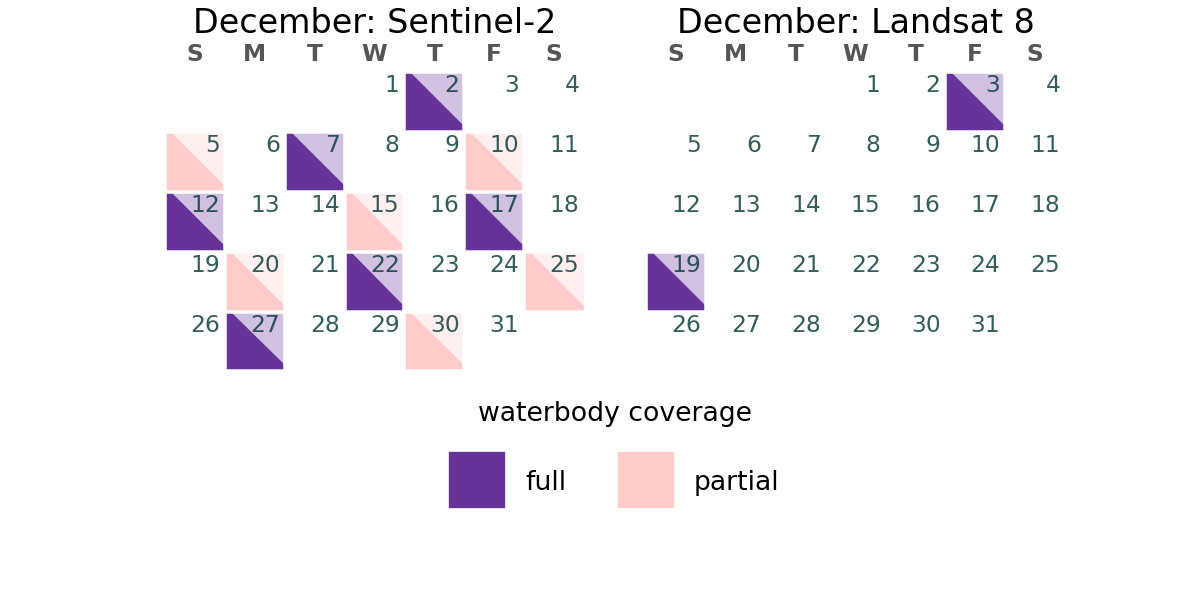 December: Sentinel-2
S M T W T F S
1 2 3 4
5 6 7 8 9 10 11
12 13 14 15 16 17 18
19 20 21 22 23 24 25
26 27 28 29 30 31
December: Landsat 8
S M T W T F S
1 2 3 4
5 6 7 8 9 10 11
12 13 14 15 16 17 18
19 20 21 22 23 24 25
26 27 28 29 30 31
waterbody coverage
full
partial